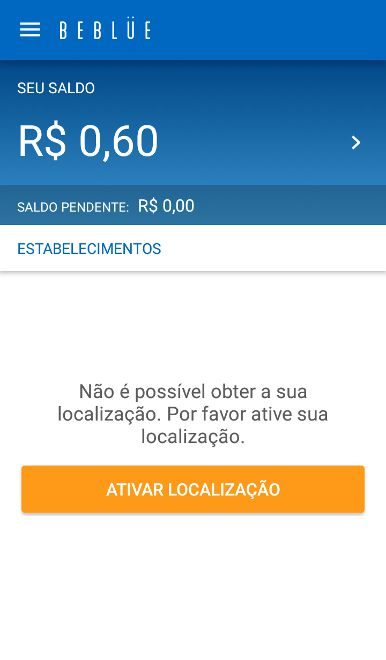 BEBLÜE
SEU SALDO
R$ 0,60
SALDO PENDENTE: R$ 0,00
ESTABELECIMENTOS
Não é possível obter a sua
localização. Por favor ative sua
localização.
ATIVAR LOCALIZAÇÃO